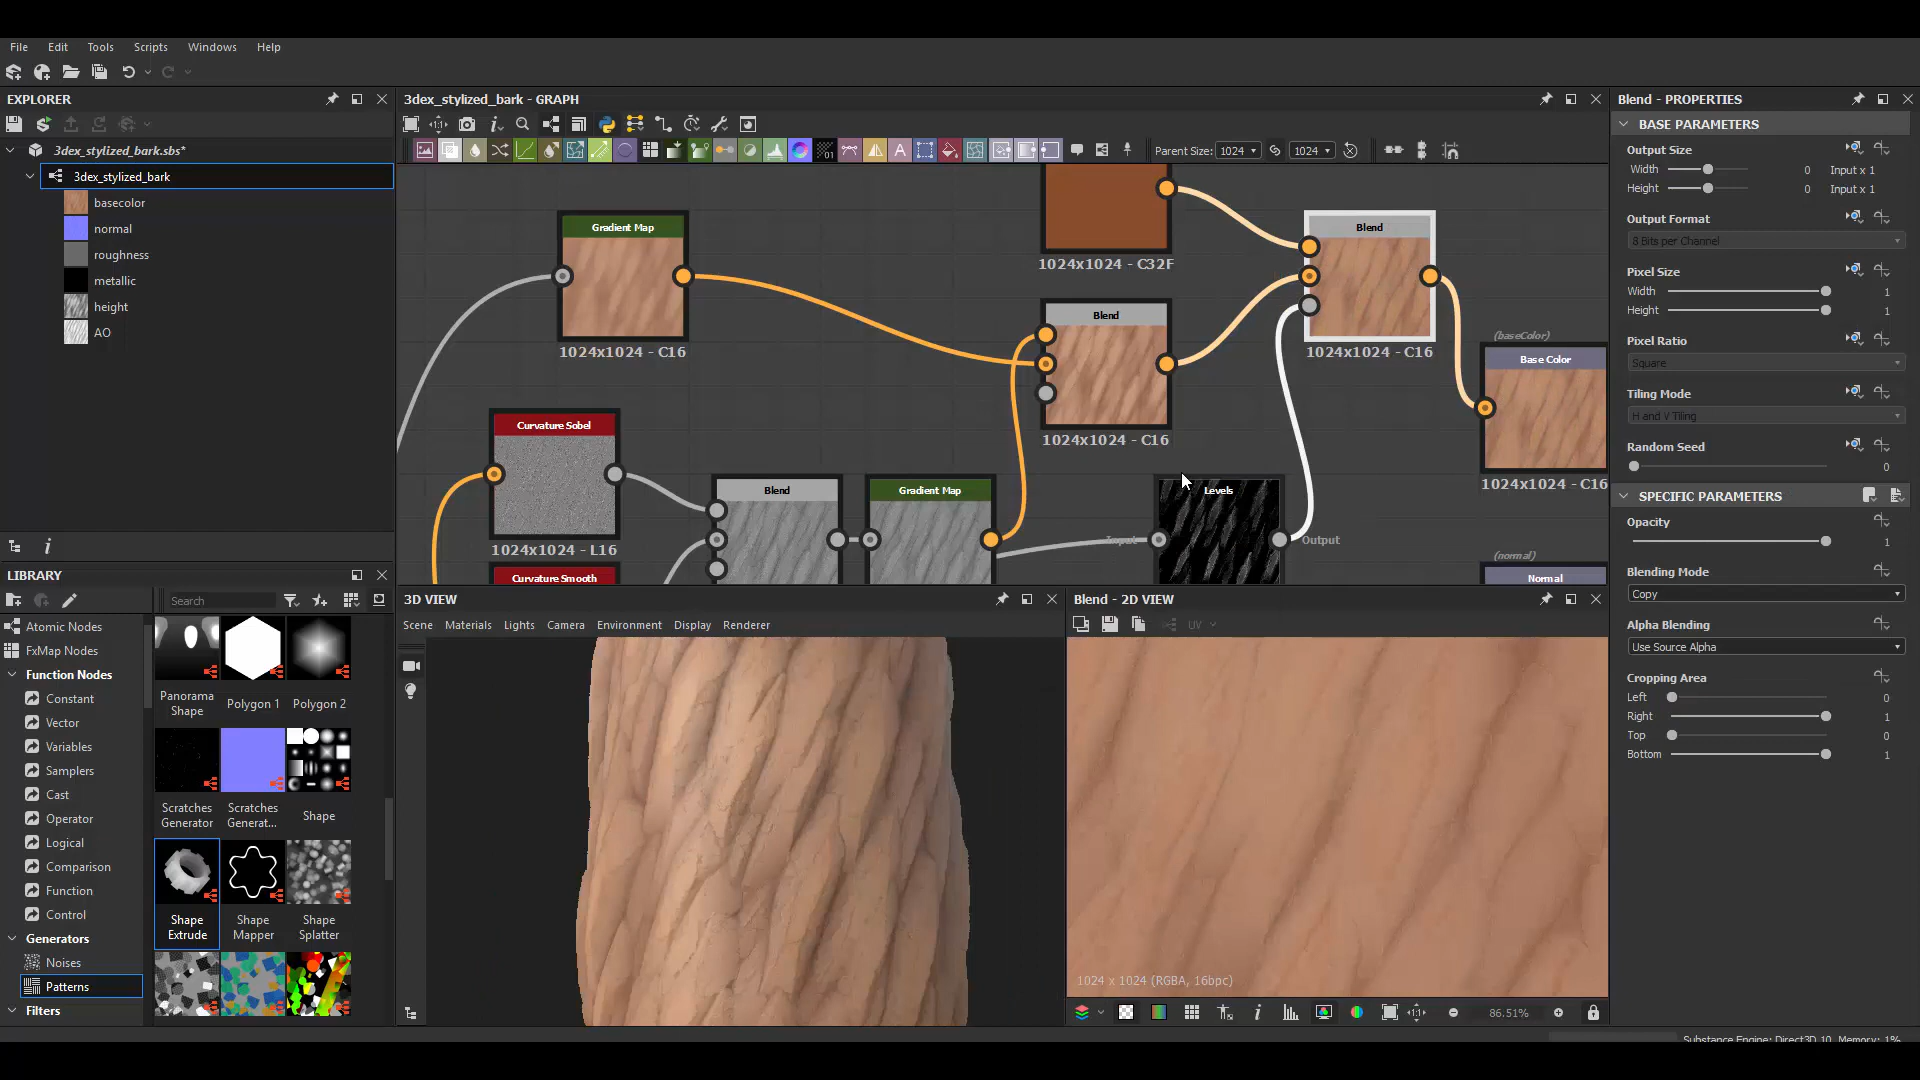 File Edit Tools Scripts Windows Help
EXPLORER
3dex_stylized_bark.sbs*
3dex_stylized_bark
basecolor
normal
roughness
metallic
height
AO
LIBRARY
Search
Atomic Nodes
FxMap Nodes
Function Nodes
Constant
Vector
Variables
Samplers
Cast
Operator
Logical
Comparison
Function
Control
Generators
Noises
Patterns
Filters
Panorama Shape
Polygon 1
Polygon 2
Scratches Generator
Scratches Generat...
Shape
Shape Extrude
Shape Mapper
Shape Splatter
3dex_stylized_bark - GRAPH
Parent Size: 1024 1024
Gradient Map
1024x1024 - C16
1024x1024 - C32F
Blend
1024x1024 - C16
Blend
1024x1024 - C16
(baseColor)
Base Color
1024x1024 - C16
Curvature Sobel
1024x1024 - L16
Curvature Smooth
Blend
Gradient Map
Levels
Input
Output
(normal)
Normal
3D VIEW
Scene Materials Lights Camera Environment Display Renderer
Blend - 2D VIEW
UV
1024 x 1024 (RGBA, 16bpc)
86.51%
Blend - PROPERTIES
BASE PARAMETERS
Output Size
Width 0 Input x 1
Height 0 Input x 1
Output Format
8 Bits per Channel
Pixel Size
Width 1
Height 1
Pixel Ratio
Square
Tiling Mode
H and V Tiling
Random Seed
0
SPECIFIC PARAMETERS
Opacity
1
Blending Mode
Copy
Alpha Blending
Use Source Alpha
Cropping Area
Left 0
Right 1
Top 0
Bottom 1
Substance Engine: Direct3D 10 Memory: 1%